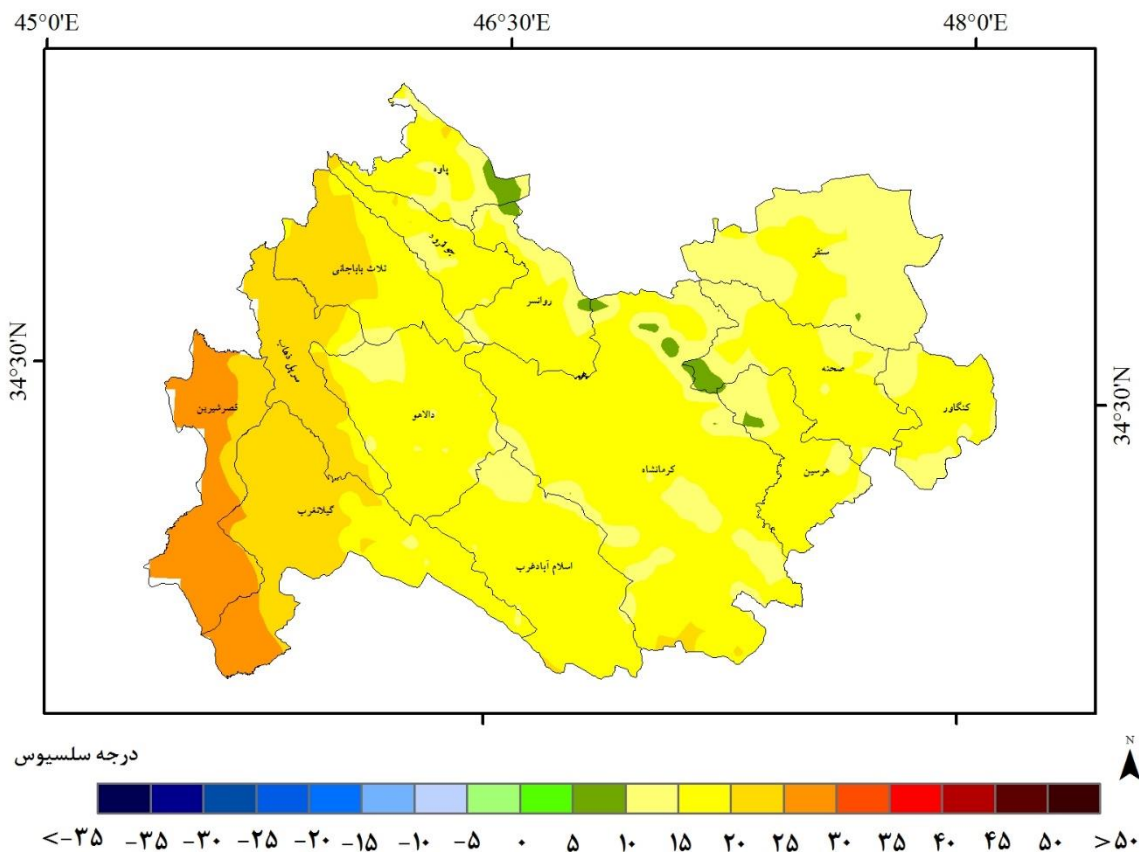 45°0'E 46°30'E 48°0'E
34°30'N
34°30'N
پاوه
جوانرود
ثلاث باباجانی
روانسر
سنقر
سرپل ذهاب
صحنه
قصرشیرین
دالاهو
کنگاور
کرمانشاه
هرسین
گیلانغرب
اسلام آبادغرب
درجه سلسیوس
N
<-۳۵ -۳۵ -۳۰ -۲۵ -۲۰ -۱۵ -۱۰ -۵ ۰ ۵ ۱۰ ۱۵ ۲۰ ۲۵ ۳۰ ۳۵ ۴۰ ۴۵ ۵۰ >۵۰